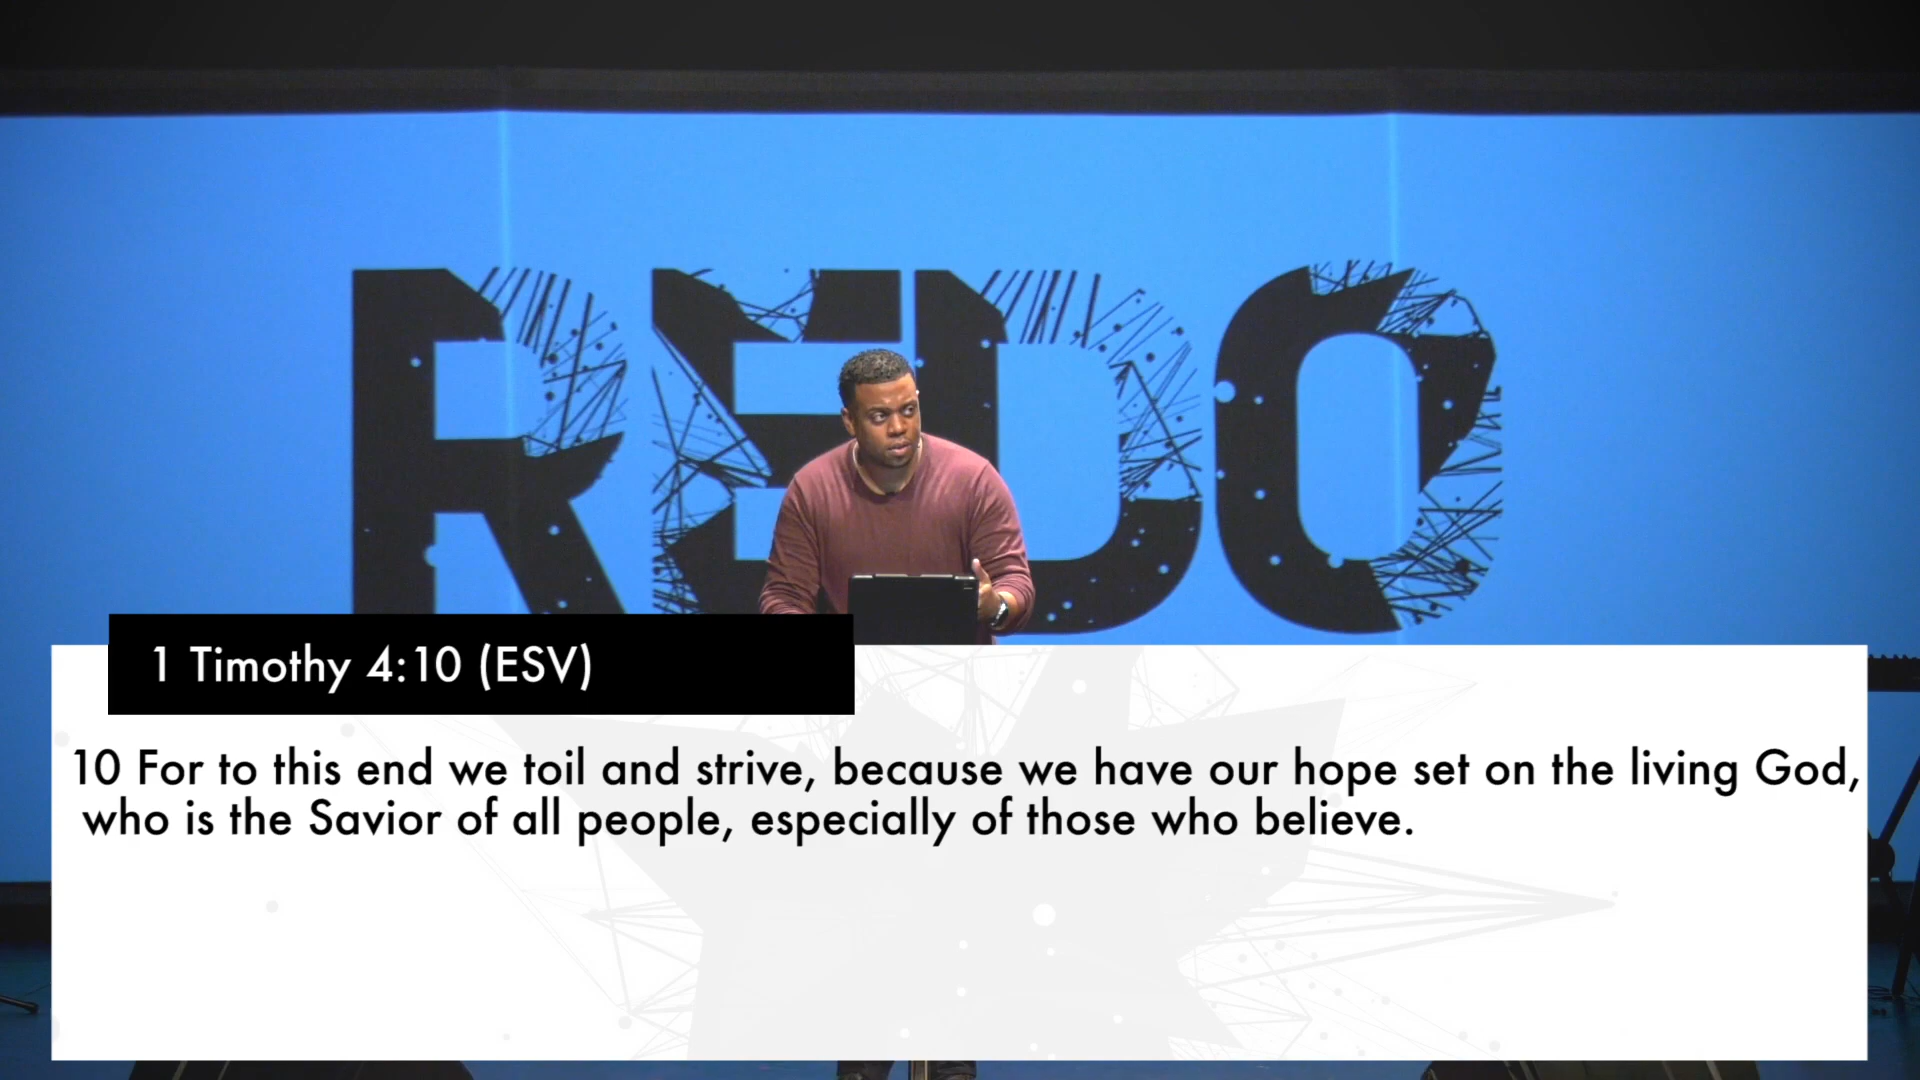 REDO
1 Timothy 4:10 (ESV)
10 For to this end we toil and strive, because we have our hope set on the living God,
who is the Savior of all people, especially of those who believe.